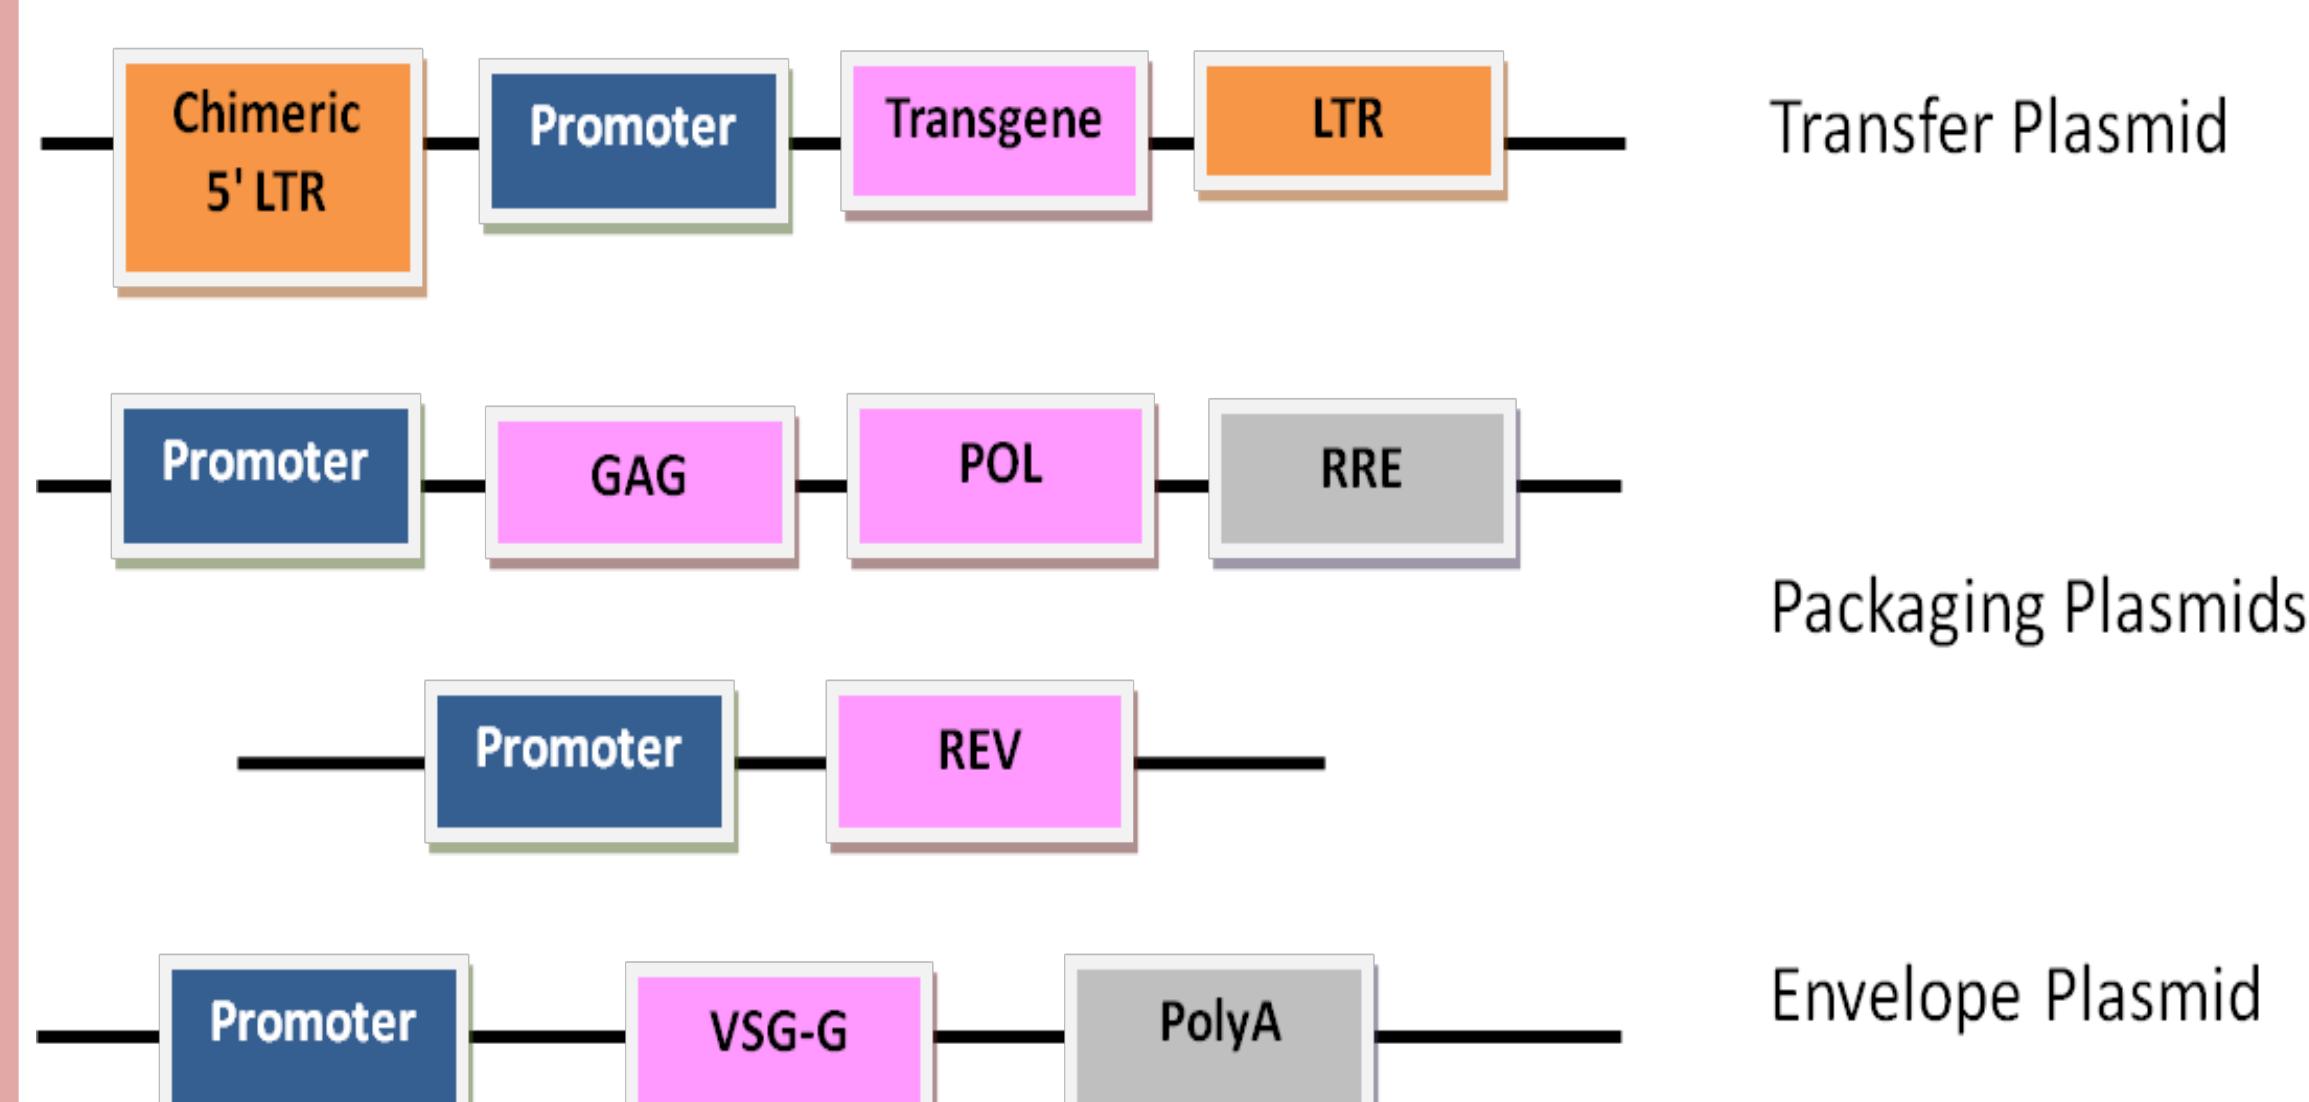 Chimeric
5' LTR
Promoter
Transgene
LTR
Transfer Plasmid
Promoter
GAG
POL
RRE
Packaging Plasmids
Promoter
REV
Promoter
VSG-G
PolyA
Envelope Plasmid